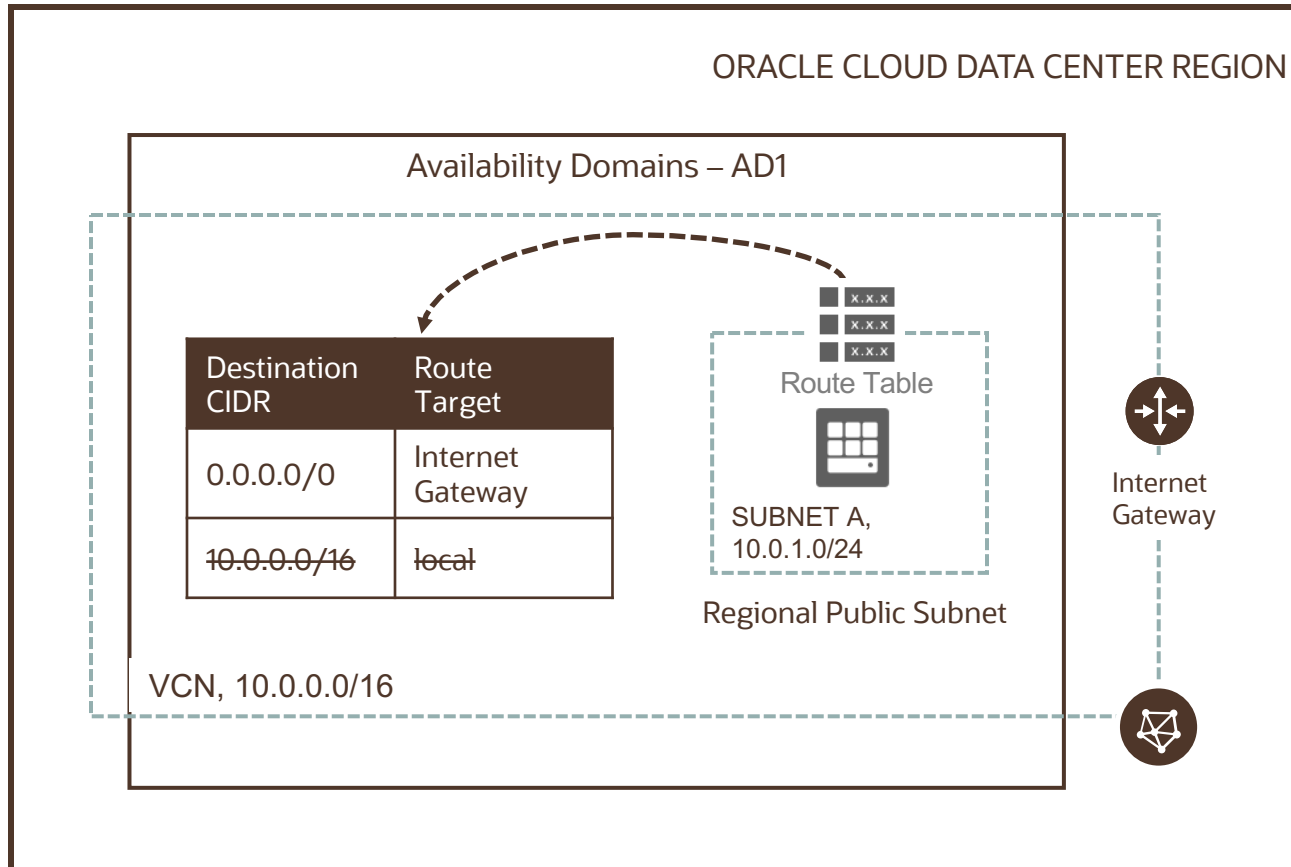 ORACLE CLOUD DATA CENTER REGION
Availability Domains – AD1
x.x.x
x.x.x
x.x.x
Route Table
Destination
CIDR
Route
Target
0.0.0.0/0
Internet
Gateway
10.0.0.0/16
local
SUBNET A,
10.0.1.0/24
Regional Public Subnet
Internet
Gateway
VCN, 10.0.0.0/16